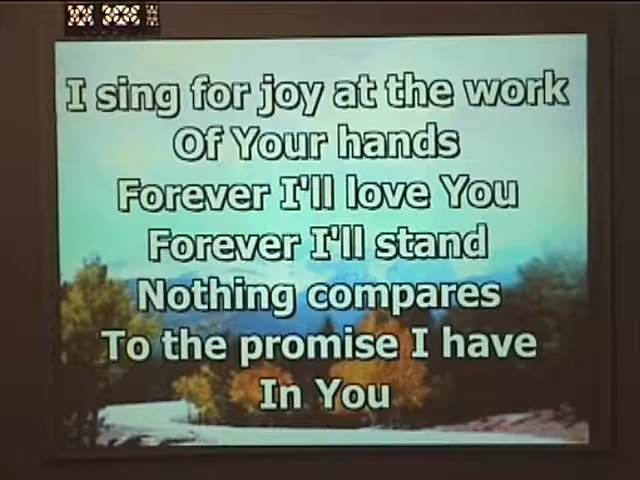 I sing for joy at the work
Of Your hands
Forever I'll love You
Forever I'll stand
Nothing compares
To the promise I have
In You